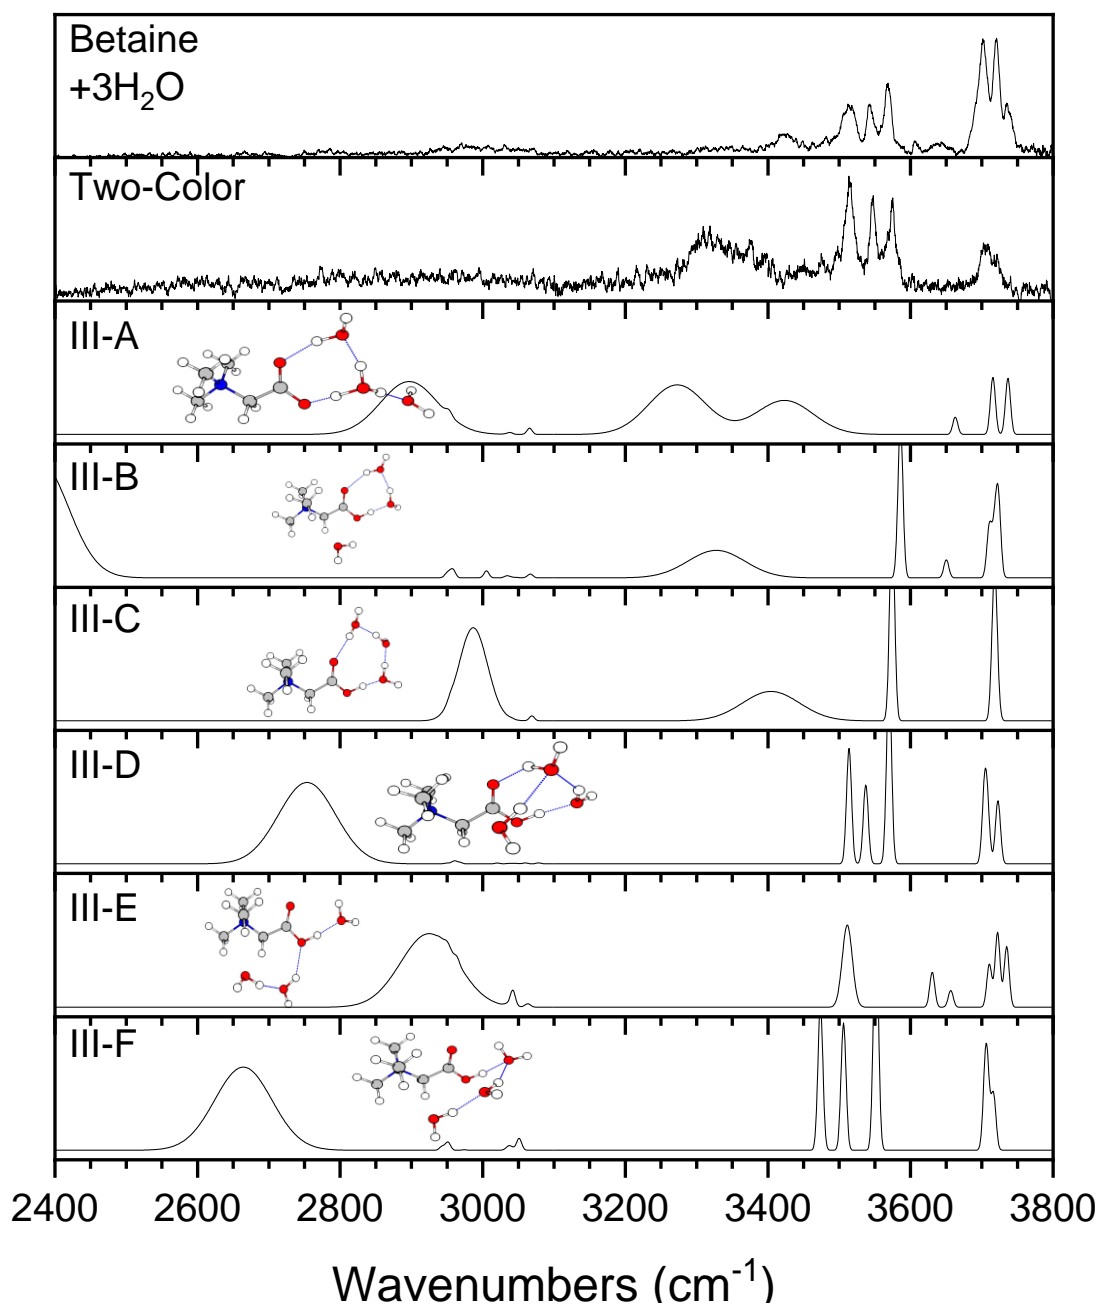 Betaine
+3H₂O
Two-Color
III-A
III-B
III-C
III-D
III-E
III-F
2400 2600 2800 3000 3200 3400 3600 3800
Wavenumbers (cm⁻¹)